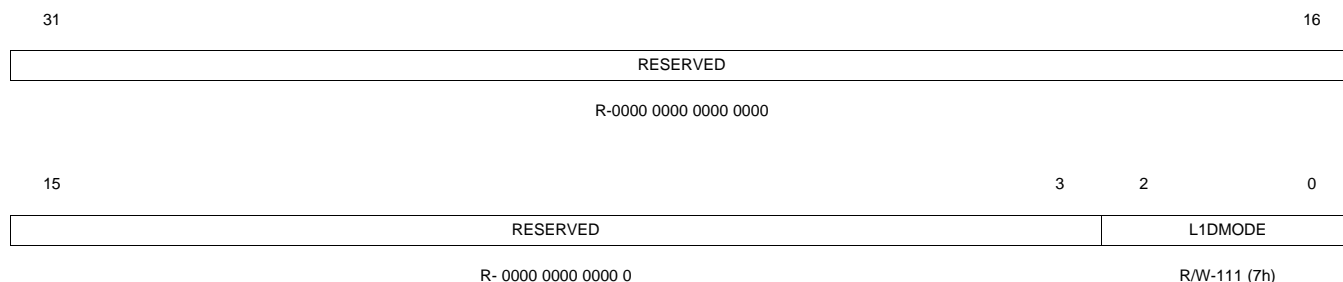 31 16
RESERVED
R-0000 0000 0000 0000
15 3 2 0
RESERVED L1DMODE
R- 0000 0000 0000 0 R/W-111 (7h)